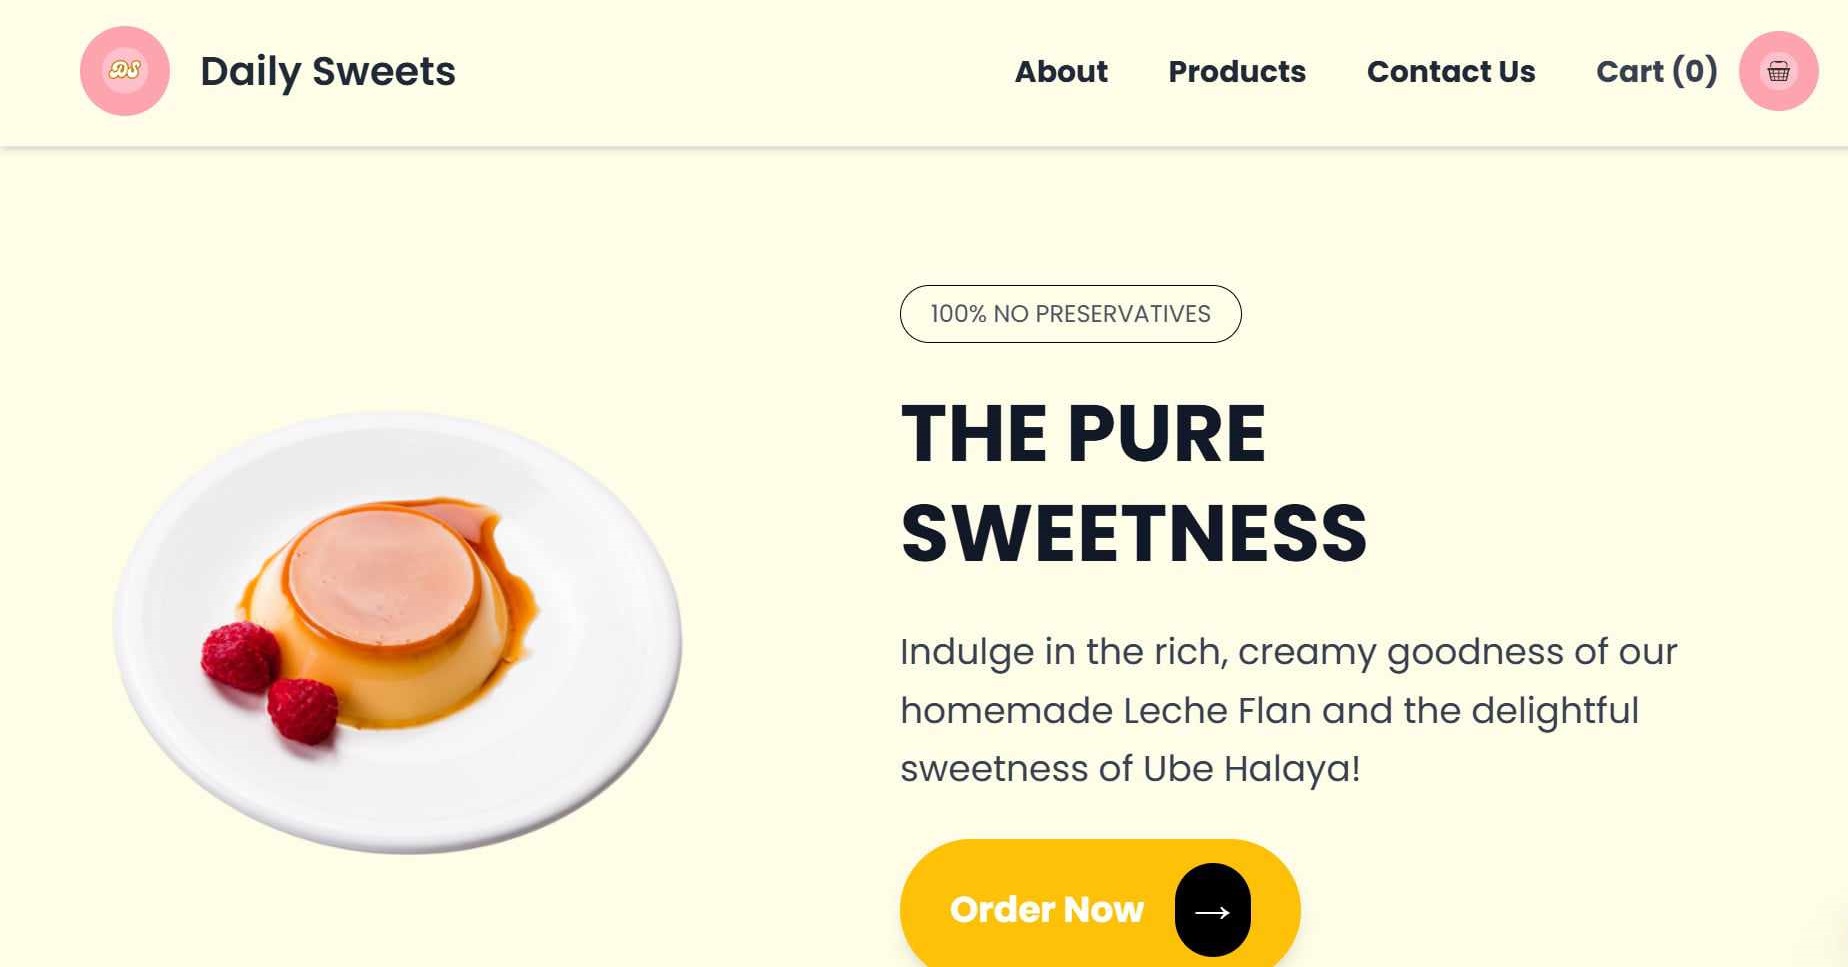 DS
Daily Sweets
About
Products
Contact Us
Cart (0)
100% NO PRESERVATIVES
THE PURE
SWEETNESS
Indulge in the rich, creamy goodness of our
homemade Leche Flan and the delightful
sweetness of Ube Halaya!
Order Now →